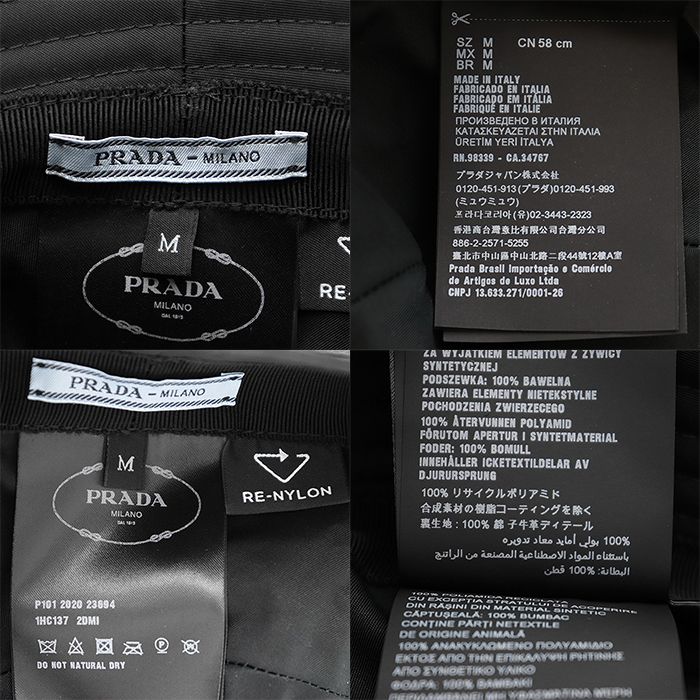 PRADA - MILANO
M
PRADA
MILANO
DAL 1913
RE-
SZ M CN 58 cm
MX M
BR M
MADE IN ITALY
FABRICADO EN ITALIA
FABRICADO EM ITÁLIA
FABRIQUÉ EN ITALIE
ПРОИЗВЕДЕНО В ИТАЛИЯ
ΚΑΤΑΣΚΕΥΑΖΕΤΑΙ ΣΤΗΝ ΙΤΑΛΙΑ
ÜRETİM YERİ İTALYA
RN.98339 - CA.34767
プラダジャパン株式会社
0120-451-913(プラダ)0120-451-993
(ミュウミュウ)
프라다코리아(유) 02-3443-2323
香港商台灣意比有限公司台灣分公司
886-2-2571-5255
臺北市中山區中山北路二段44號12樓A室
Prada Brasil Importação e Comércio
de Artigos de Luxo Ltda
CNPJ 13.633.271/0001-26
PRADA - MILANO
M
PRADA
MILANO
DAL 1913
RE-NYLON
P101 2020 23694
1HC137 2DMI
DO NOT NATURAL DRY
ZA WYJĄTKIEM ELEMENTÓW Z ŻYWICY
SYNTETYCZNEJ
PODSZEWKA: 100% BAWEŁNA
ZAWIERA ELEMENTY NIETEKSTYLNE
POCHODZENIA ZWIERZĘCEGO
100% ÅTERVUNNEN POLYAMID
FÖRUTOM APERTUR I SYNTETMATERIAL
FODER: 100% BOMULL
INNEHÅLLER ICKETEXTILDELAR AV
DJURURSPRUNG
100% リサイクルポリアミド
合成素材の樹脂コーティングを除く
裏生地：綿 子牛革ディテール
100% بولي أميد معاد تدويره
باستثناء المواد الاصطناعية المصنعة من الراتنج
البطانة: 100% قطن
100% POLIAMIDĂ RECICLATĂ
CU EXCEPȚIA STRATULUI DE ACOPERIRE
DIN RĂȘINI DIN MATERIAL SINTETIC
CĂPTUȘEALĂ: 100% BUMBAC
CONȚINE PĂRȚI NETEXTILE
DE ORIGINE ANIMALĂ
100% ΑΝΑΚΥΚΛΩΜΕΝΟ ΠΟΛΥΑΜΙΔΙΟ
ΕΚΤΟΣ ΑΠΟ ΤΗΝ ΕΠΙΚΑΛΥΨΗ ΡΗΤΙΝΗΣ
ΑΠΟ ΣΥΝΘΕΤΙΚΟ ΥΛΙΚΟ
ΦΟΔΡΑ: 100% ΒΑΜΒΑΚΙ